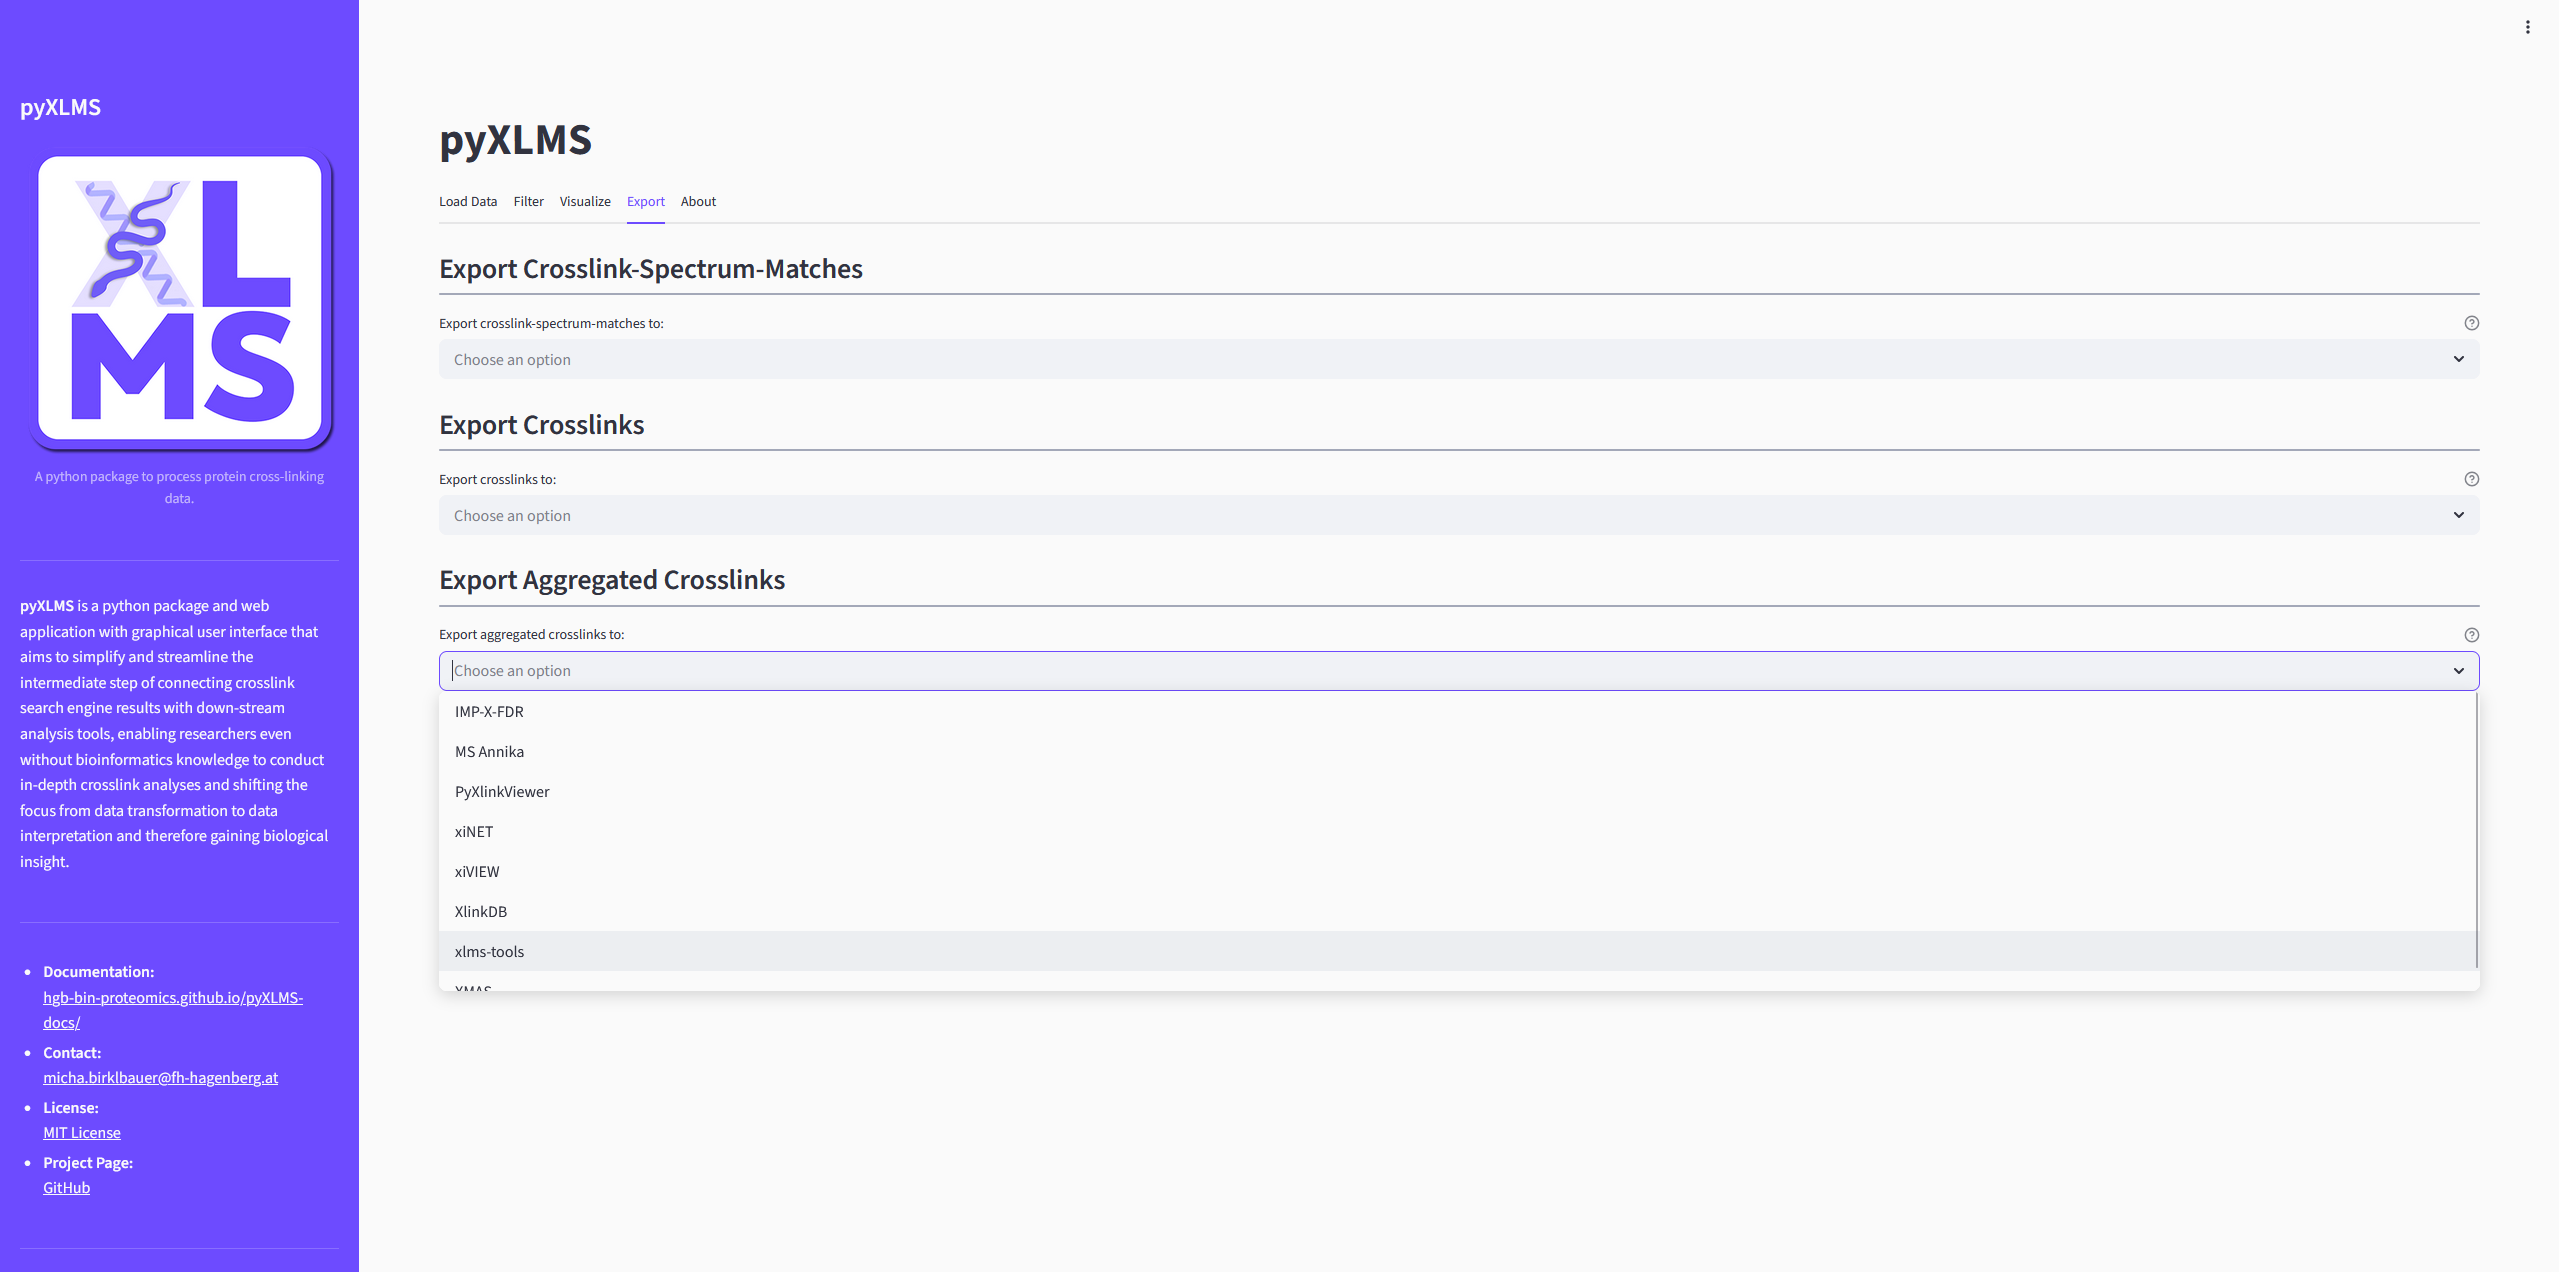 pyXLMS
XL
MS
A python package to process protein cross-linking
data.
pyXLMS is a python package and web
application with graphical user interface that
aims to simplify and streamline the
intermediate step of connecting crosslink
search engine results with down-stream
analysis tools, enabling researchers even
without bioinformatics knowledge to conduct
in-depth crosslink analyses and shifting the
focus from data transformation to data
interpretation and therefore gaining biological
insight.
Documentation:
hgb-bin-proteomics.github.io/pyXLMS-
docs/
Contact:
micha.birklbauer@fh-hagenberg.at
License:
MIT License
Project Page:
GitHub
pyXLMS
Load Data Filter Visualize Export About
Export Crosslink-Spectrum-Matches
Export crosslink-spectrum-matches to:
Choose an option
Export Crosslinks
Export crosslinks to:
Choose an option
Export Aggregated Crosslinks
Export aggregated crosslinks to:
Choose an option
IMP-X-FDR
MS Annika
PyXlinkViewer
xiNET
xiVIEW
XlinkDB
xlms-tools
XMAS